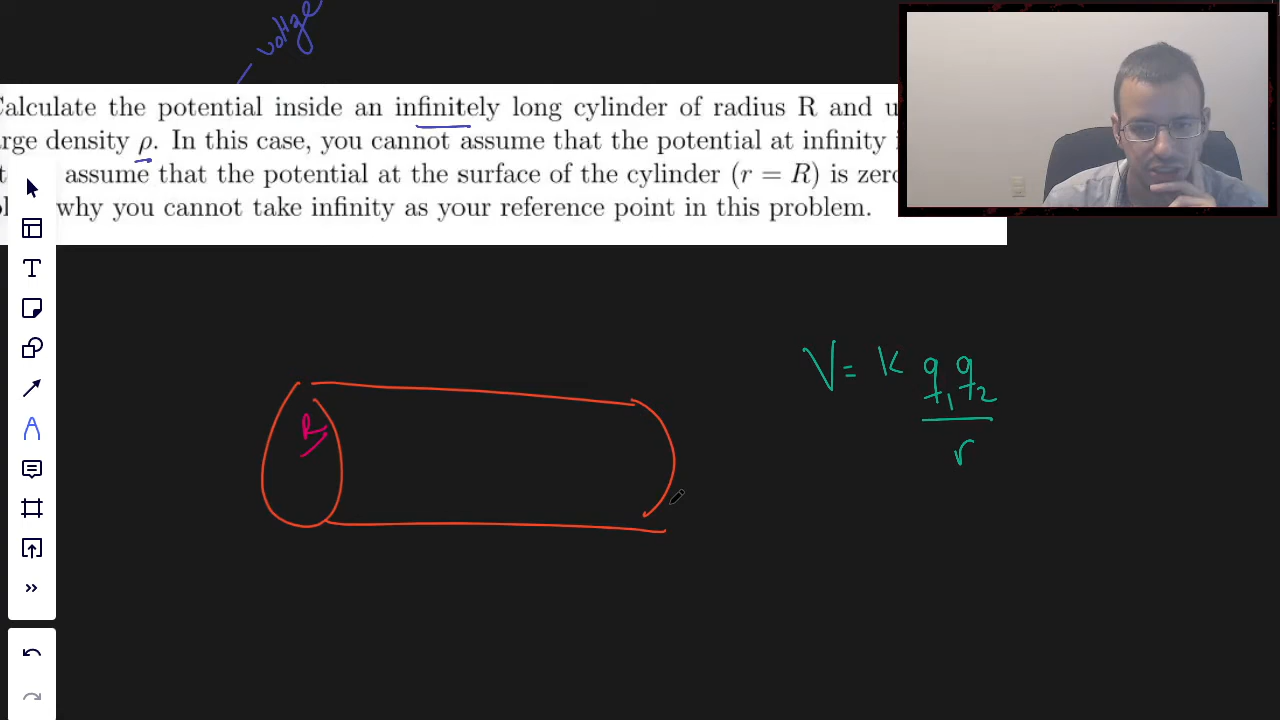 voltage
Calculate the potential inside an infinitely long cylinder of radius R and
rge density ρ. In this case, you cannot assume that the potential at infinity
assume that the potential at the surface of the cylinder (r = R) is zero
why you cannot take infinity as your reference point in this problem.
V = k q1 q2
r
R
T
A
>>